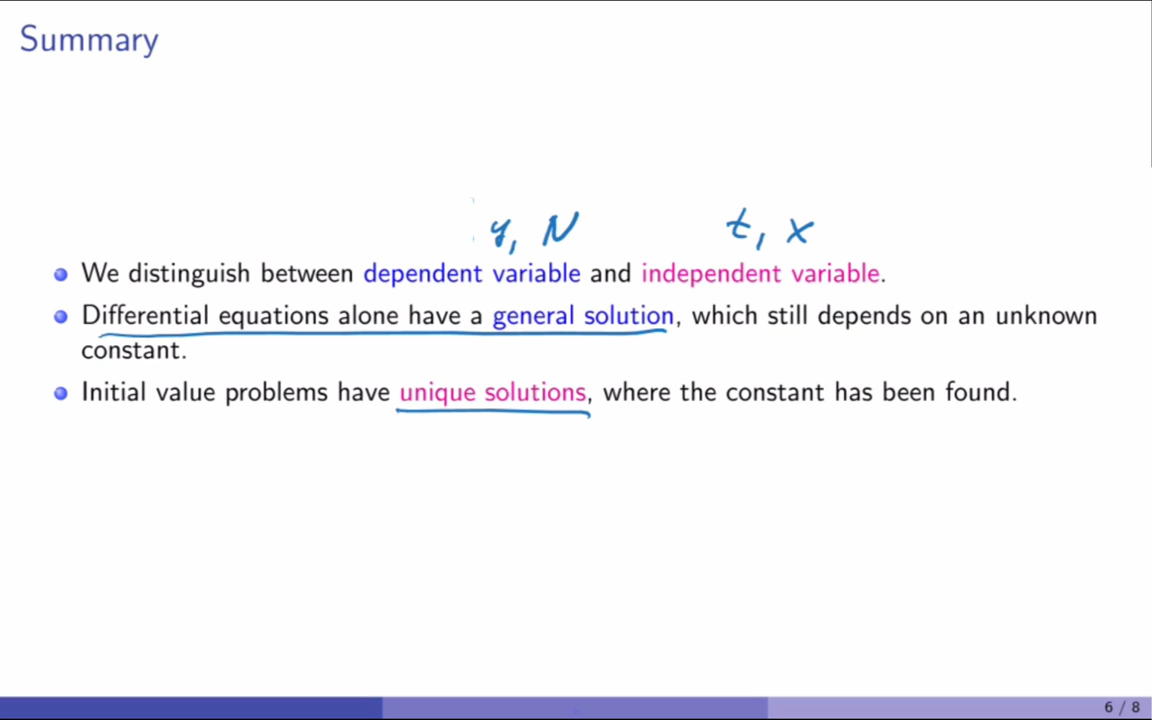 Summary
y, N t, x
We distinguish between dependent variable and independent variable.
Differential equations alone have a general solution, which still depends on an unknown
constant.
Initial value problems have unique solutions, where the constant has been found.
6 / 8